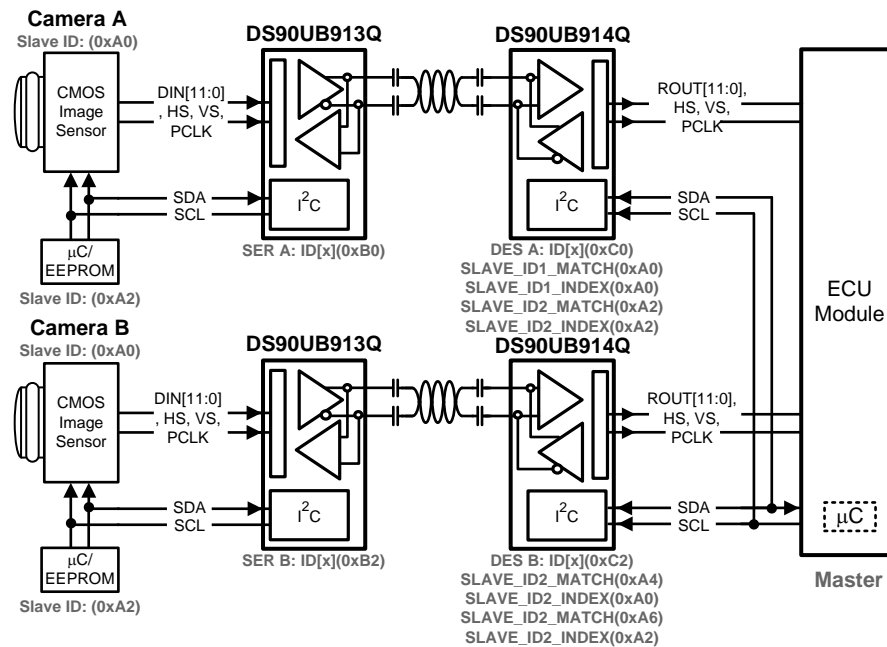 Camera A
Slave ID: (0xA0)
CMOS
Image
Sensor
DIN[11:0]
, HS, VS,
PCLK
SDA
SCL
µC/
EEPROM
Slave ID: (0xA2)
DS90UB913Q
I2C
SER A: ID[x](0xB0)
DS90UB914Q
I2C
DES A: ID[x](0xC0)
SLAVE_ID1_MATCH(0xA0)
SLAVE_ID1_INDEX(0xA0)
SLAVE_ID2_MATCH(0xA2)
SLAVE_ID2_INDEX(0xA2)
ROUT[11:0],
HS, VS,
PCLK
SDA
SCL
ECU
Module
µC
Master
Camera B
Slave ID: (0xA0)
CMOS
Image
Sensor
DIN[11:0]
, HS, VS,
PCLK
SDA
SCL
µC/
EEPROM
Slave ID: (0xA2)
DS90UB913Q
I2C
SER B: ID[x](0xB2)
DS90UB914Q
I2C
DES B: ID[x](0xC2)
SLAVE_ID2_MATCH(0xA4)
SLAVE_ID2_INDEX(0xA0)
SLAVE_ID2_MATCH(0xA6)
SLAVE_ID2_INDEX(0xA2)
ROUT[11:0],
HS, VS,
PCLK
SDA
SCL